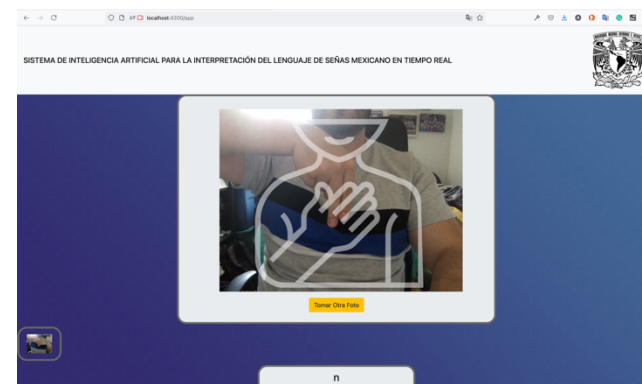 localhost:4200/app
SISTEMA DE INTELIGENCIA ARTIFICIAL PARA LA INTERPRETACIÓN DEL LENGUAJE DE SEÑAS MEXICANO EN TIEMPO REAL
Tomar Otra Foto
n